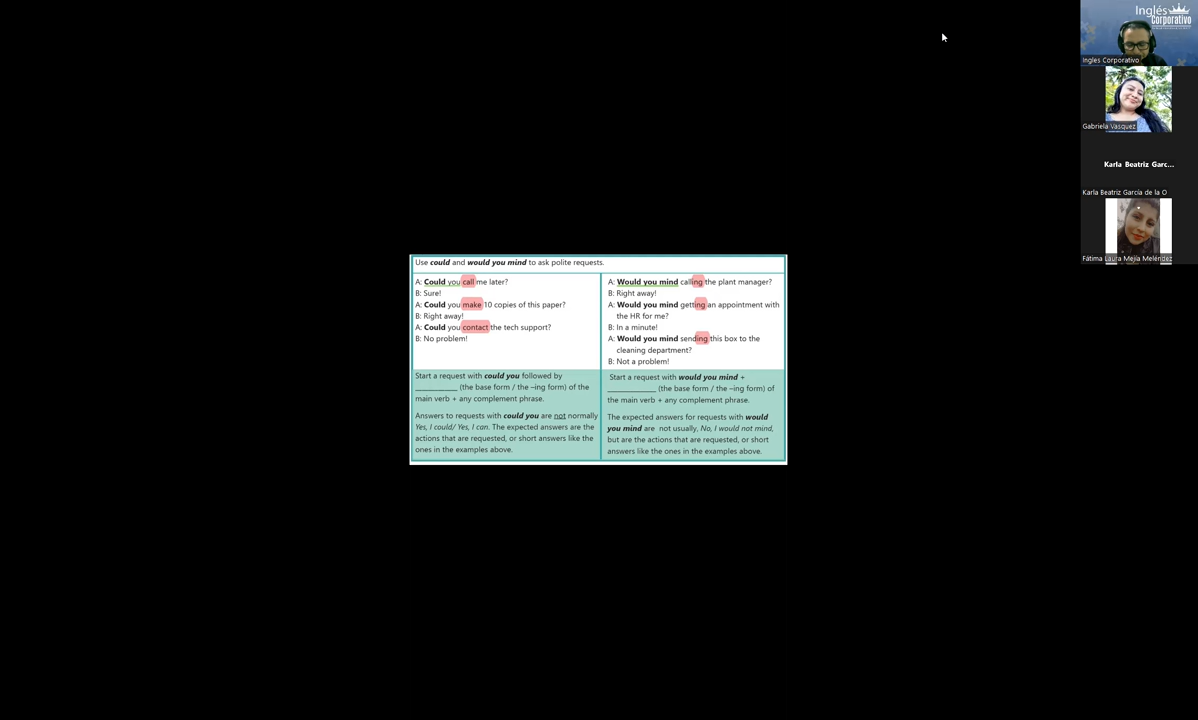 Use could and would you mind to ask polite requests.
A: Could you call me later?
B: Sure!
A: Could you make 10 copies of this paper?
B: Right away!
A: Could you contact the tech support?
B: No problem!
A: Would you mind calling the plant manager?
B: Right away!
A: Would you mind getting an appointment with
the HR for me?
B: In a minute!
A: Would you mind sending this box to the
cleaning department?
B: Not a problem!
Start a request with could you followed by
__________ (the base form / the –ing form) of the
main verb + any complement phrase.
Answers to requests with could you are not normally
Yes, I could/ Yes, I can. The expected answers are the
actions that are requested, or short answers like the
ones in the examples above.
Start a request with would you mind +
____________ (the base form / the –ing form) of
the main verb + any complement phrase.
The expected answers for requests with would
you mind are not usually, No, I would not mind,
but are the actions that are requested, or short
answers like the ones in the examples above.
Inglés
Corporativo
Ingles Corporativo
Gabriela Vasquez
Karla Beatriz Garc...
Karla Beatriz García de la O
Fátima Laura Mejía Meléndez